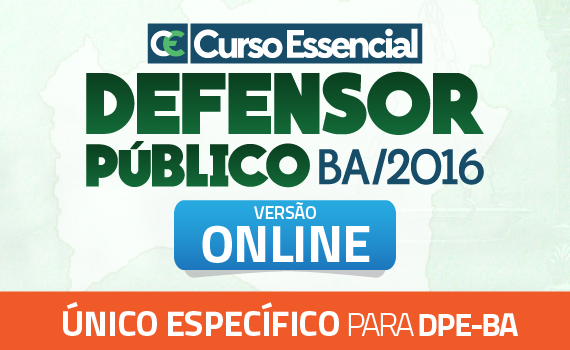 CE Curso Essencial
DEFENSOR
PÚBLICO BA/2016
VERSÃO
ONLINE
ÚNICO ESPECÍFICO PARA DPE-BA